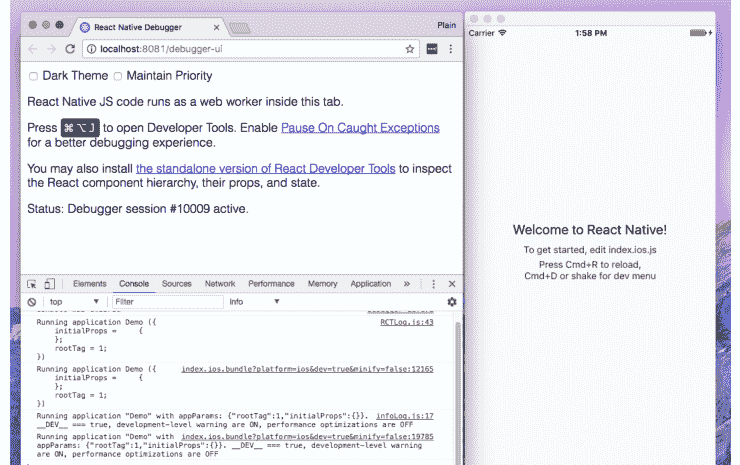 React Native Debugger
Plain
localhost:8081/debugger-ui
Dark Theme Maintain Priority
React Native JS code runs as a web worker inside this tab.
Press ⌘⌥J to open Developer Tools. Enable Pause On Caught Exceptions
for a better debugging experience.
You may also install the standalone version of React Developer Tools to inspect
the React component hierarchy, their props, and state.
Status: Debugger session #10009 active.
Elements Console Sources Network Performance Memory Application »
top Filter Info
Running application Demo ({ RCTLog.js:43
initialProps = {
};
rootTag = 1;
})
Running application Demo ({ index.ios.bundle?platform=ios&dev=true&minify=false:12165
initialProps = {
};
rootTag = 1;
})
Running application "Demo" with appParams: {"rootTag":1,"initialProps":{}}. infoLog.js:17
__DEV__ === true, development-level warning are ON, performance optimizations are OFF
Running application "Demo" with index.ios.bundle?platform=ios&dev=true&minify=false:19785
appParams: {"rootTag":1,"initialProps":{}}. __DEV__ === true, development-level warning
are ON, performance optimizations are OFF
Carrier 1:58 PM
Welcome to React Native!
To get started, edit index.ios.js
Press Cmd+R to reload,
Cmd+D or shake for dev menu